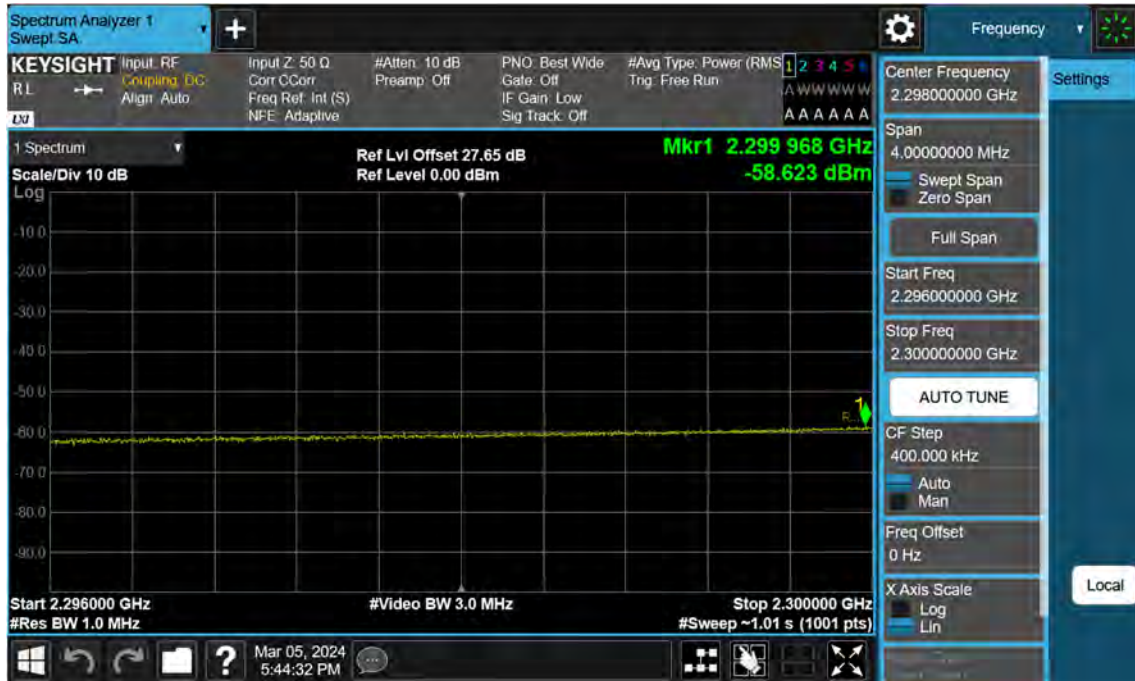 Spectrum Analyzer 1
Swept SA
+
Frequency
KEYSIGHT
Input: RF
Input Z: 50 Ω
#Atten: 10 dB
PNO: Best Wide
#Avg Type: Power (RMS
1 2 3 4 5 6
RL
Coupling: DC
Corr CCorr
Preamp: Off
Gate: Off
Trig: Free Run
A W W W W W
Align: Auto
Freq Ref: Int (S)
IF Gain: Low
LXI
NFE: Adaptive
Sig Track: Off
A A A A A A
1 Spectrum
Ref Lvl Offset 27.65 dB
Mkr1 2.299 968 GHz
Scale/Div 10 dB
Ref Level 0.00 dBm
-58.623 dBm
Log
-10.0
-20.0
-30.0
-40.0
-50.0
-60.0
-70.0
-80.0
-90.0
1
Start 2.296000 GHz
#Video BW 3.0 MHz
Stop 2.300000 GHz
#Res BW 1.0 MHz
#Sweep ~1.01 s (1001 pts)
?
Mar 05, 2024
5:44:32 PM
Center Frequency
2.298000000 GHz
Settings
Span
4.00000000 MHz
Swept Span
Zero Span
Full Span
Start Freq
2.296000000 GHz
Stop Freq
2.300000000 GHz
AUTO TUNE
CF Step
400.000 kHz
Auto
Man
Freq Offset
0 Hz
X Axis Scale
Log
Lin
Local